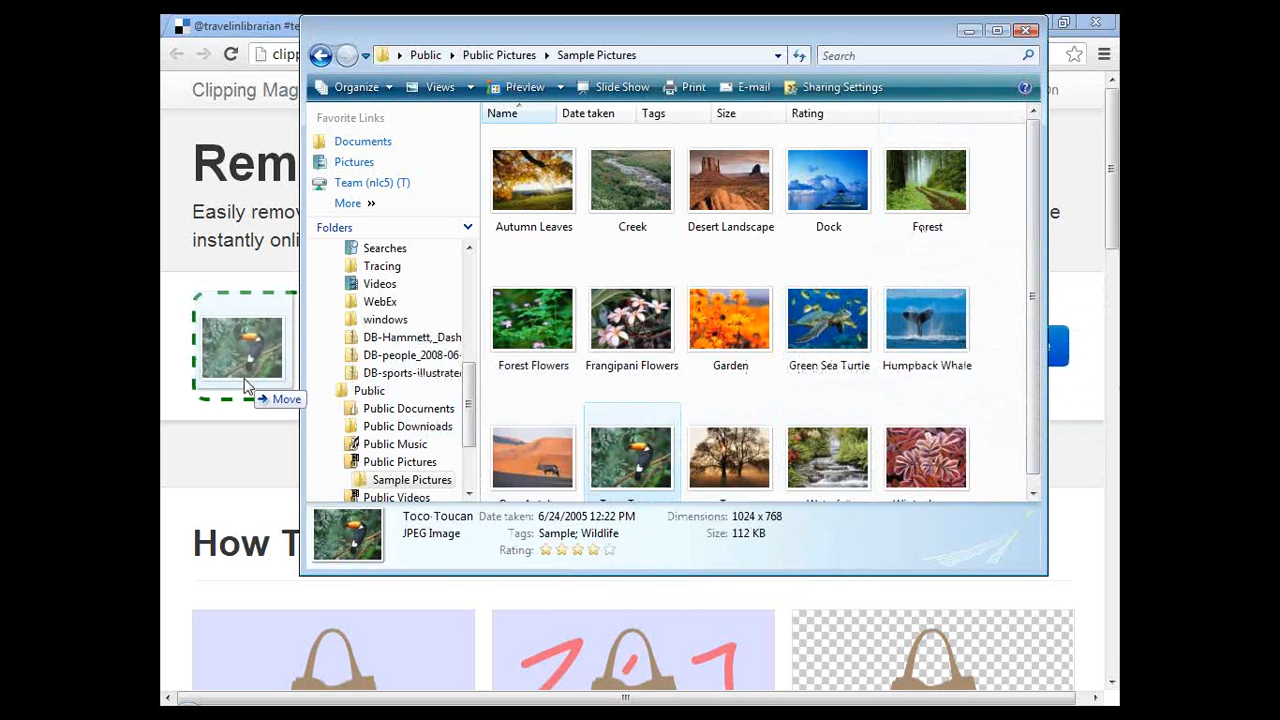 @travelinlibrarian #te
clipp
Public Public Pictures Sample Pictures
Search
Clipping Mag
On
Organize Views Preview Slide Show Print E-mail Sharing Settings
Favorite Links
Documents
Pictures
Team (nlc5) (T)
More »
Folders
Searches
Tracing
Videos
WebEx
windows
DB-Hammett,_Dash
DB-people_2008-06-
DB-sports-illustrate
Public
Public Documents
Public Downloads
Public Music
Public Pictures
Sample Pictures
Public Videos
Name Date taken Tags Size Rating
Autumn Leaves Creek Desert Landscape Dock Forest
Forest Flowers Frangipani Flowers Garden Green Sea Turtle Humpback Whale
Toco Toucan Date taken: 6/24/2005 12:22 PM Dimensions: 1024 x 768
JPEG Image Tags: Sample; Wildlife Size: 112 KB
Rating:
Rem
Easily remov
instantly onli
e
Move
How T